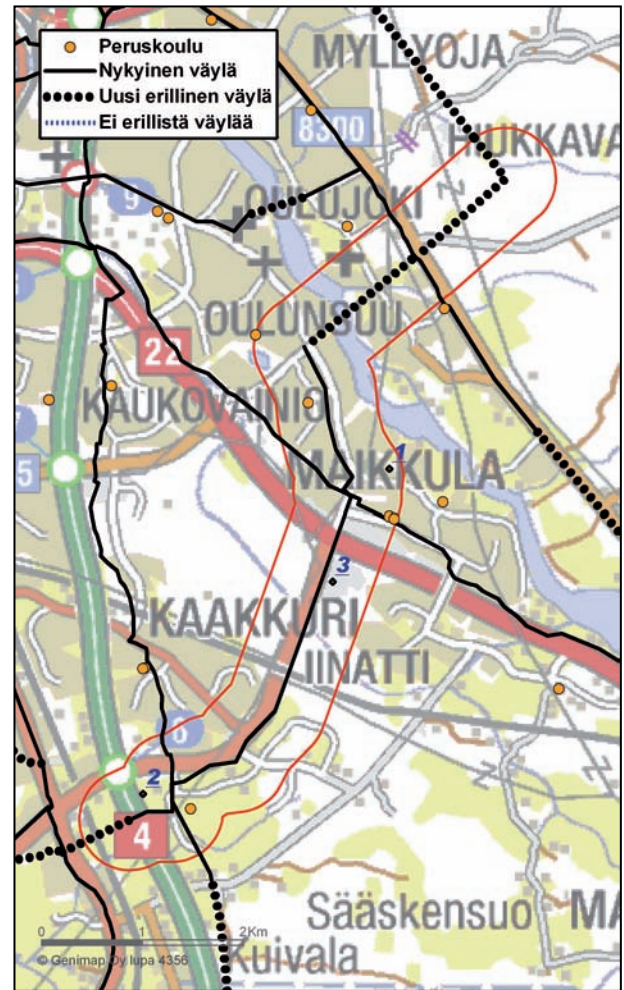 Peruskoulu
Nykyinen väylä
Uusi erillinen väylä
Ei erillistä väylää
MYLLYOJA
8300
HIUKKAVA
9
OULUJOKI
OULUNSUU
22
KAUKOVAINIO
5
1
MAIKKULA
3
KAAKKURI
IINATTI
6
2
4
Sääskensuo
MA
0 1 2Km
© Genimap Oy lupa 4356
Kuivala